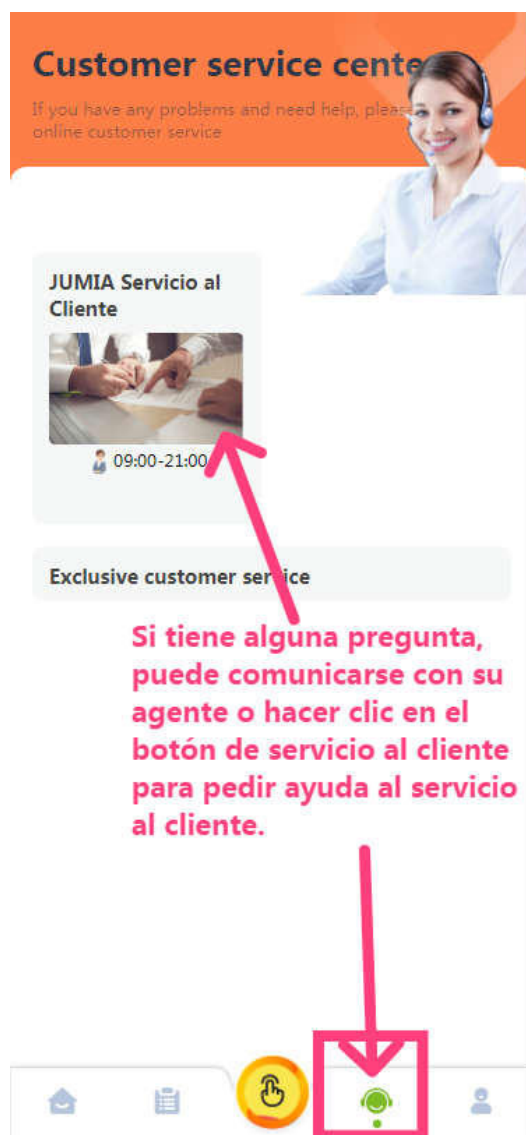 Customer service cente
If you have any problems and need help, pleas
online customer service
JUMIA Servicio al
Cliente
09:00-21:00
Exclusive customer service
Si tiene alguna pregunta,
puede comunicarse con su
agente o hacer clic en el
botón de servicio al cliente
para pedir ayuda al servicio
al cliente.